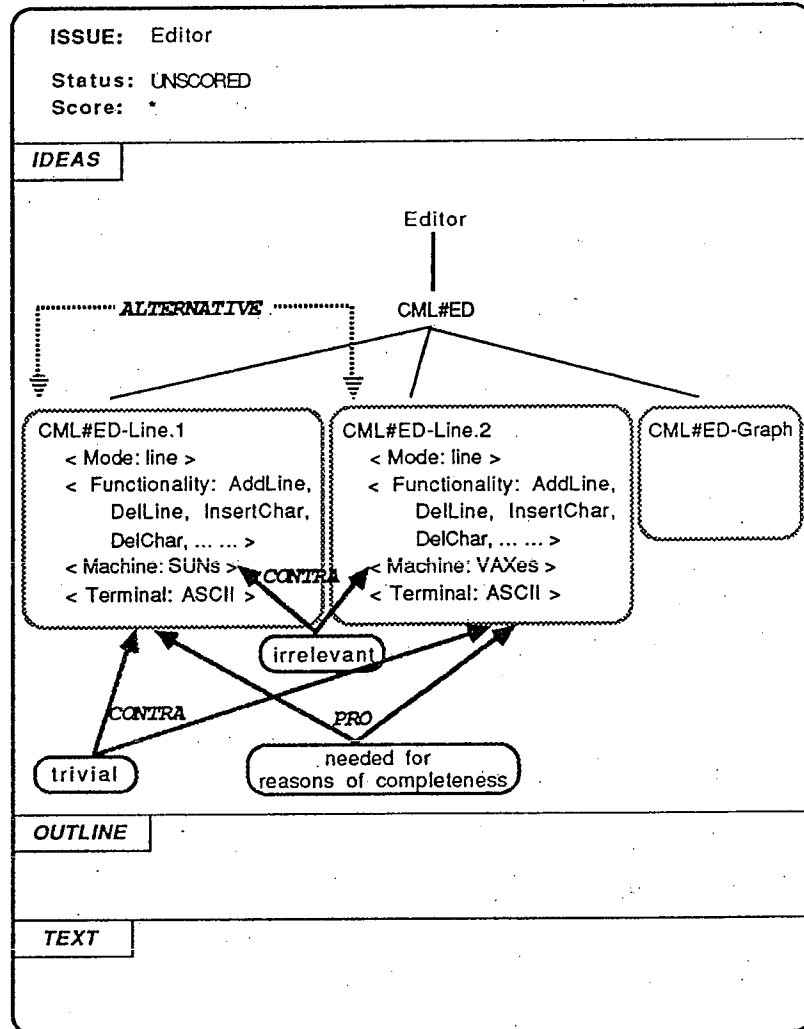 ISSUE: Editor
Status: UNSCORED
Score: *
IDEAS
Editor
ALTERNATIVE
CML#ED
CML#ED-Line.1
< Mode: line >
< Functionality: AddLine,
DelLine, InsertChar,
DelChar, ... ... >
< Machine: SUNs >
< Terminal: ASCII >
CML#ED-Line.2
< Mode: line >
< Functionality: AddLine,
DelLine, InsertChar,
DelChar, ... ... >
< Machine: VAXes >
< Terminal: ASCII >
CML#ED-Graph
CONTRA
irrelevant
CONTRA
PRO
trivial
needed for
reasons of completeness
OUTLINE
TEXT